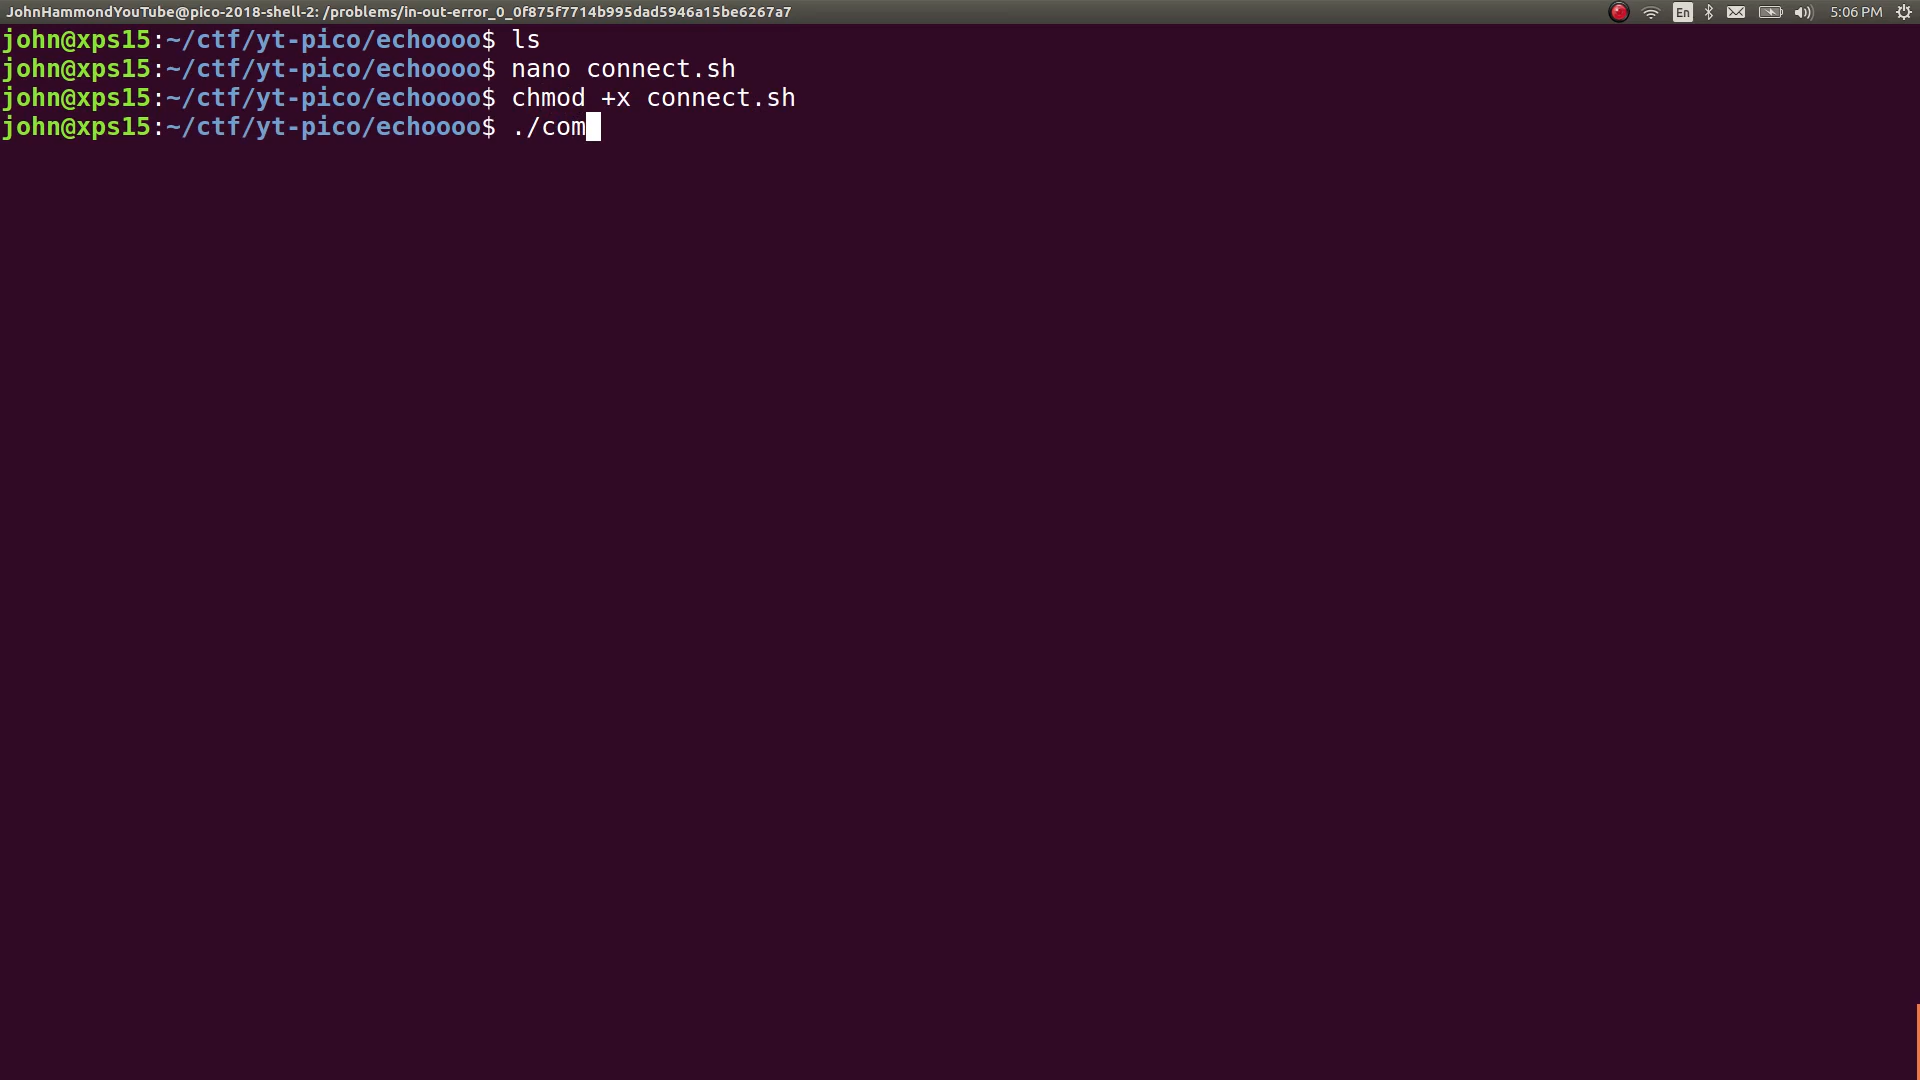 JohnHammondYouTube@pico-2018-shell-2: /problems/in-out-error_0_0f875f7714b995dad5946a15be6267a7
En
5:06 PM
john@xps15:~/ctf/yt-pico/echoooo$ ls
john@xps15:~/ctf/yt-pico/echoooo$ nano connect.sh
john@xps15:~/ctf/yt-pico/echoooo$ chmod +x connect.sh
john@xps15:~/ctf/yt-pico/echoooo$ ./com